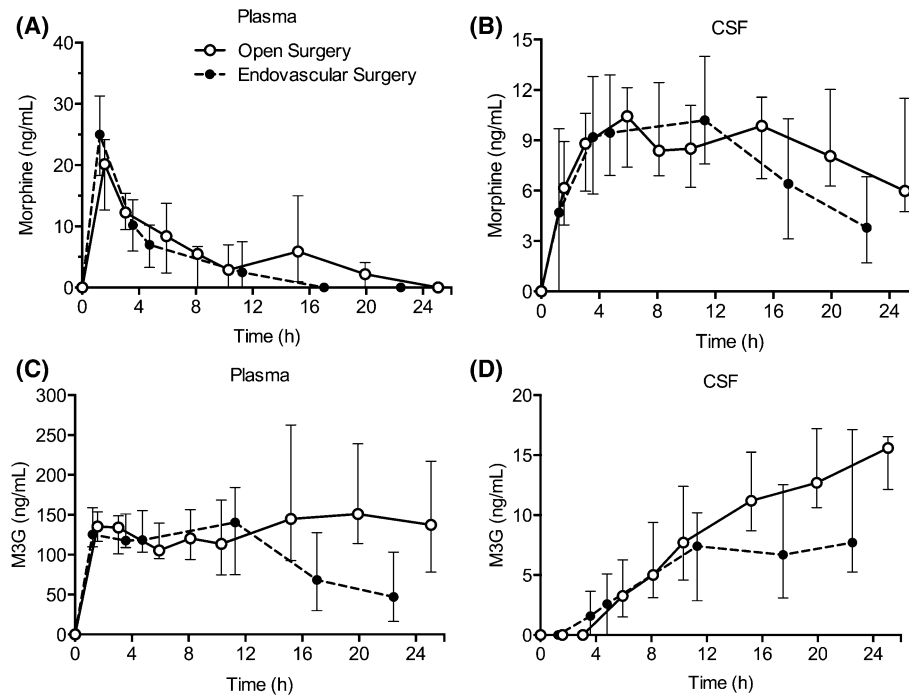 (A)
Plasma
Open Surgery
Endovascular Surgery
Morphine (ng/mL)
40
30
20
10
0
0 4 8 12 16 20 24
Time (h)
(B)
CSF
Morphine (ng/mL)
15
12
9
6
3
0
0 4 8 12 16 20 24
Time (h)
(C)
Plasma
M3G (ng/mL)
300
250
200
150
100
50
0
0 4 8 12 16 20 24
Time (h)
(D)
CSF
M3G (ng/mL)
20
15
10
5
0
0 4 8 12 16 20 24
Time (h)